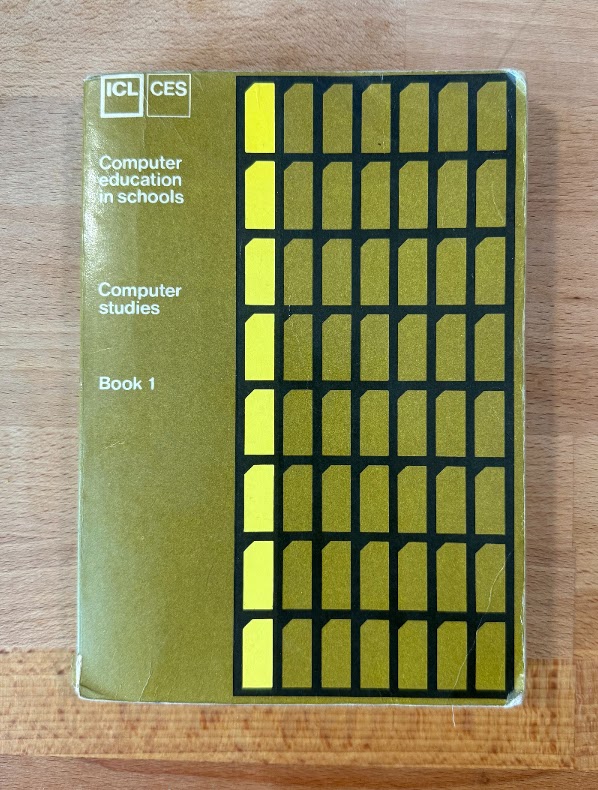 ICL CES
Computer
education
in schools
Computer
studies
Book 1